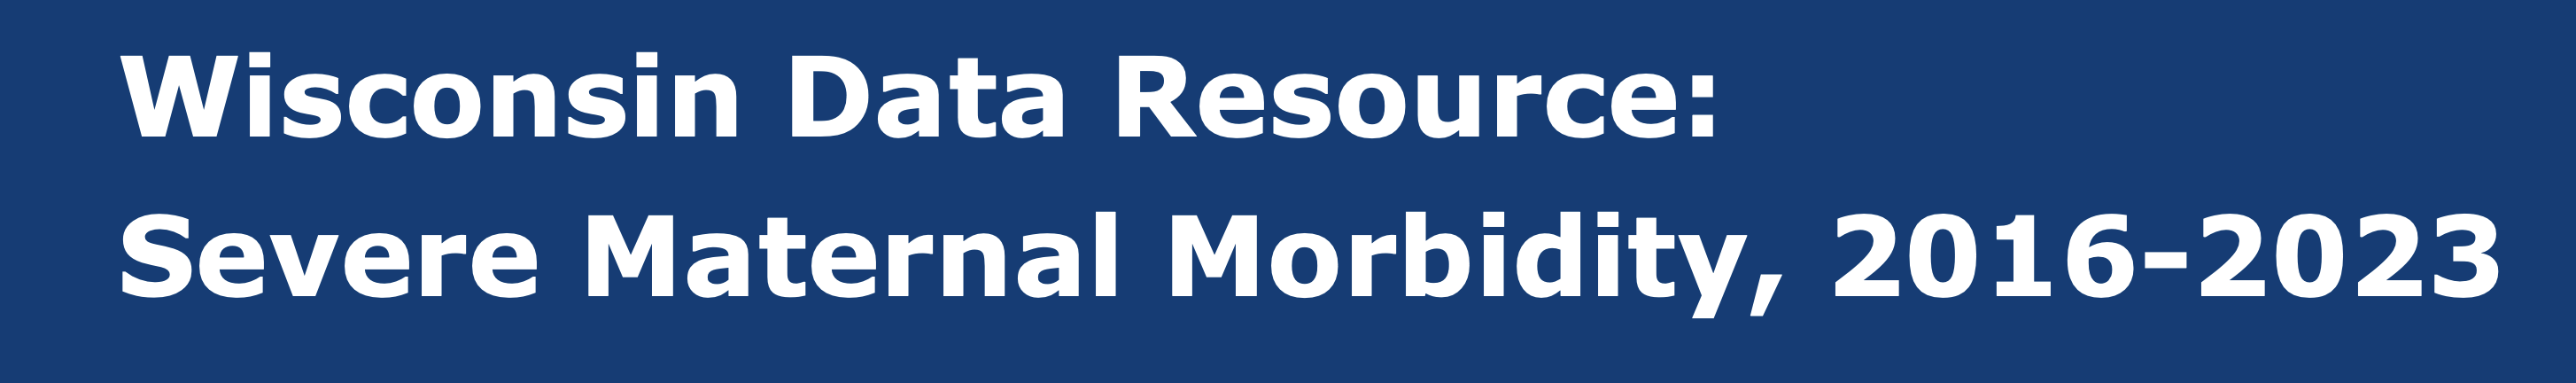 Wisconsin Data Resource:
Severe Maternal Morbidity, 2016-2023